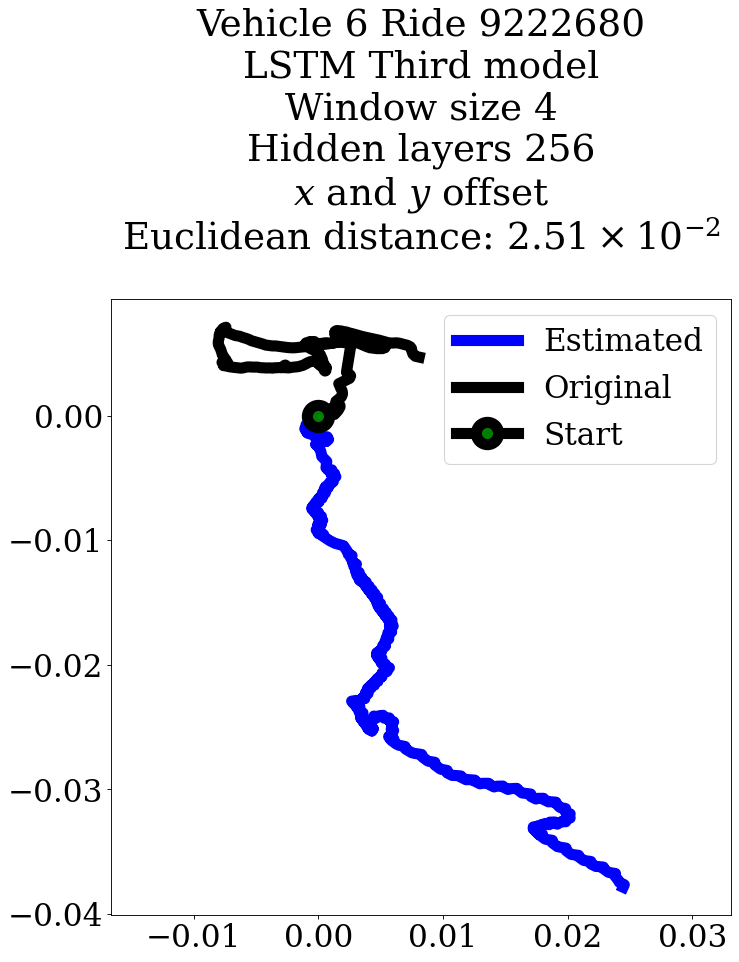 Vehicle 6 Ride 9222680
LSTM Third model
Window size 4
Hidden layers 256
x and y offset
Euclidean distance: 2.51 × 10⁻²
Estimated
Original
Start
0.00
−0.01
−0.02
−0.03
−0.04
−0.01 0.00 0.01 0.02 0.03